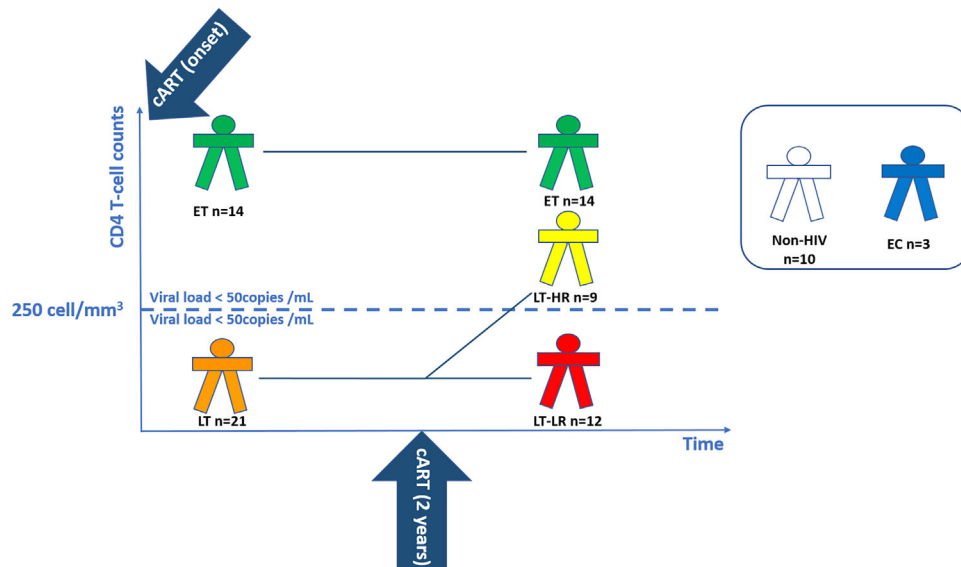 cART (onset)
CD4 T-cell counts
ET n=14
ET n=14
Non-HIV
n=10
EC n=3
LT-HR n=9
Viral load < 50copies /mL
250 cell/mm³
Viral load < 50copies /mL
LT n=21
LT-LR n=12
Time
cART (2 years)